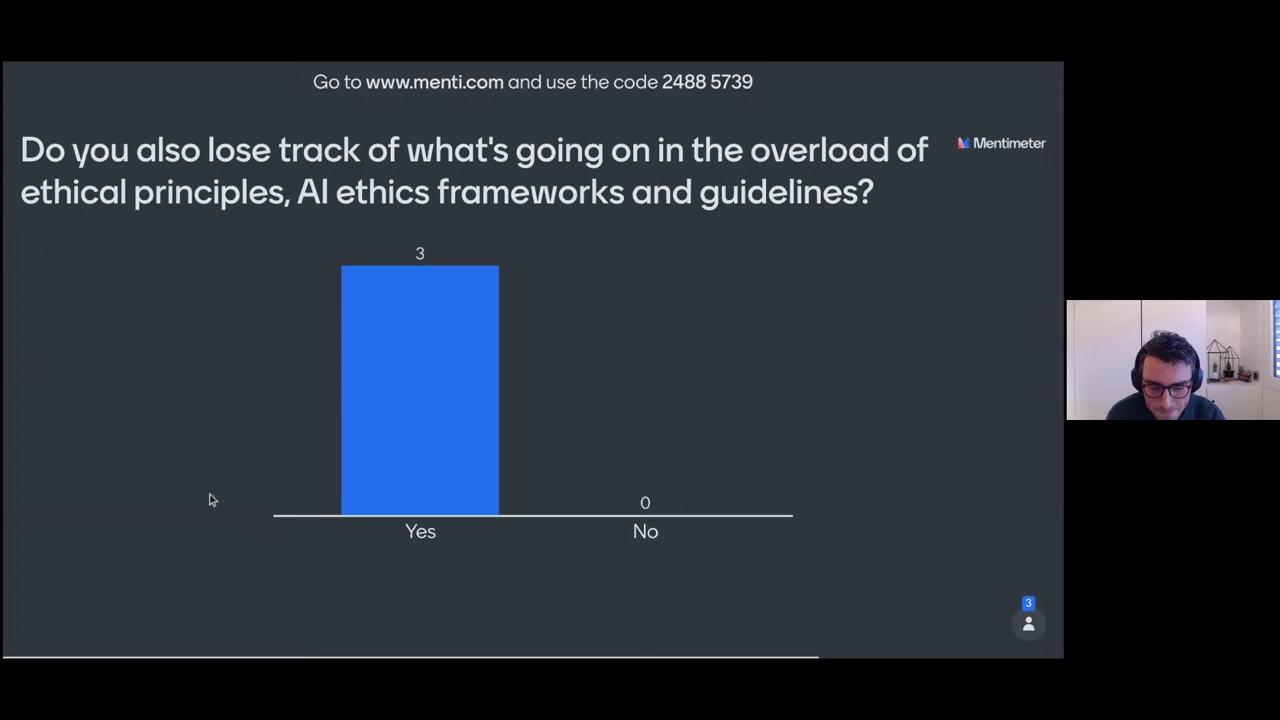 Go to www.menti.com and use the code 2488 5739
Do you also lose track of what's going on in the overload of
ethical principles, AI ethics frameworks and guidelines?
Mentimeter
3
0
Yes
No
3